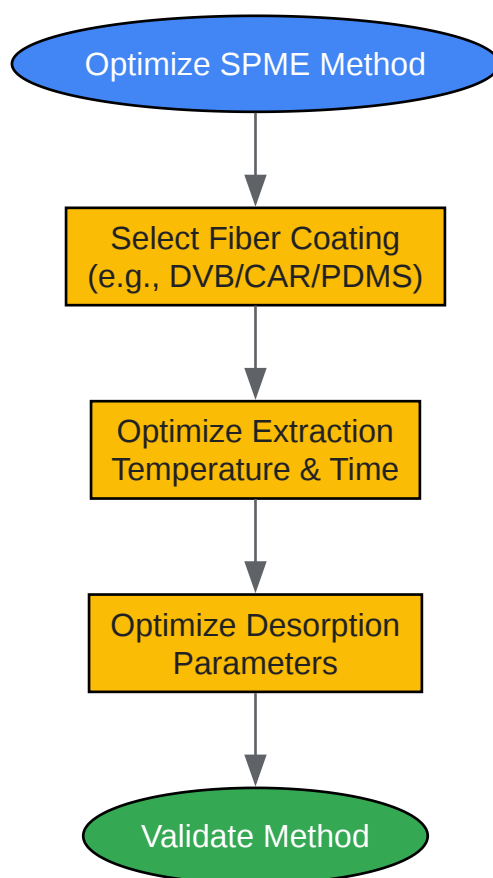 Optimize SPME Method
Select Fiber Coating
(e.g., DVB/CAR/PDMS)
Optimize Extraction
Temperature & Time
Optimize Desorption
Parameters
Validate Method